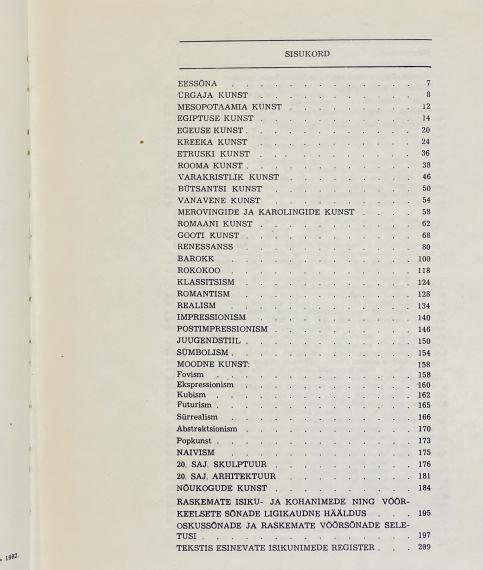 SISUKORD
EESSÕNA . . . . . . . . . . . . 7
ÜRGAJA KUNST . . . . . . . . . . . 8
MESOPOTAAMIA KUNST . . . . . . . . . 12
EGIPTUSE KUNST . . . . . . . . . . . 14
EGEUSE KUNST . . . . . . . . . . . 20
KREEKA KUNST . . . . . . . . . . . 24
ETRUSKI KUNST . . . . . . . . . . . 36
ROOMA KUNST . . . . . . . . . . . 38
VARAKRISTLIK KUNST . . . . . . . . . 46
BÜTSANTSI KUNST . . . . . . . . . . 50
VANAVENE KUNST . . . . . . . . . . 54
MEROVINGIDE JA KAROLINGIDE KUNST . . . . 58
ROMAANI KUNST . . . . . . . . . . . 62
GOOTI KUNST . . . . . . . . . . . 68
RENESSANSS . . . . . . . . . . . 80
BAROKK . . . . . . . . . . . . 100
ROKOKOO . . . . . . . . . . . . 118
KLASSITSISM . . . . . . . . . . . 124
ROMANTISM . . . . . . . . . . . 128
REALISM . . . . . . . . . . . . 134
IMPRESSIONISM . . . . . . . . . . 140
POSTIMPRESSIONISM . . . . . . . . . 146
JUUGENDSTIIL . . . . . . . . . . . 150
SÜMBOLISM . . . . . . . . . . . 154
MOODNE KUNST: 158
Fovism . . . . . . . . . . . . 158
Ekspressionism . . . . . . . . . . 160
Kubism . . . . . . . . . . . . 162
Futurism . . . . . . . . . . . . 165
Sürrealism . . . . . . . . . . . 166
Abstraktsionism . . . . . . . . . . 170
Popkunst . . . . . . . . . . . . 173
NAIVISM . . . . . . . . . . . . 175
20. SAJ. SKULPTUUR . . . . . . . . . 176
20. SAJ. ARHITEKTUUR . . . . . . . . 181
NÕUKOGUDE KUNST . . . . . . . . . . 184
RASKEMATE ISIKU- JA KOHANIMEDE NING VÕÕR-
KEELSETE SÕNADE LIGIKAUDNE HÄÄLDUS . . . 195
OSKUSSÕNADE JA RASKEMATE VÕÕRSÕNADE SELE-
TUSI . . . . . . . . . . . . . 197
TEKSTIS ESINEVATE ISIKUNIMEDE REGISTER . . . 209
1982.